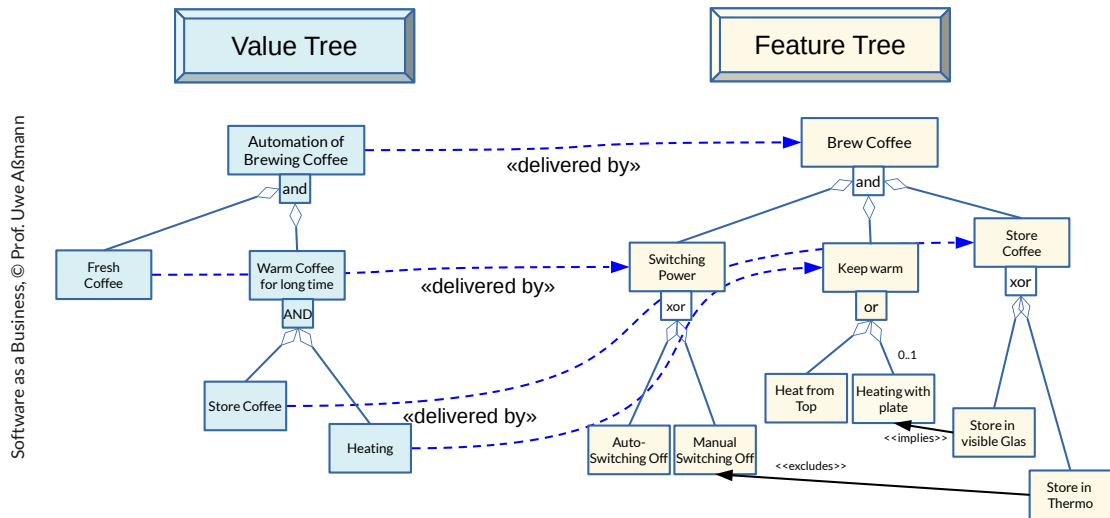 Value Tree
Feature Tree
Software as a Business, © Prof. Uwe Aßmann
Automation of
Brewing Coffee
«delivered by»
Brew Coffee
and
and
Fresh
Coffee
Warm Coffee
for long time
«delivered by»
Switching
Power
Keep warm
Store
Coffee
AND
xor
or
xor
0..1
Store Coffee
«delivered by»
Heating
Heat from
Top
Heating with
plate
<<implies>>
Store in
visible Glas
Auto-
Switching Off
Manual
Switching Off
<<excludes>>
Store in
Thermo